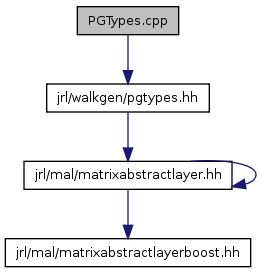 PGTypes.cpp
jrl/walkgen/pgtypes.hh
jrl/mal/matrixabstractlayer.hh
jrl/mal/matrixabstractlayerboost.hh